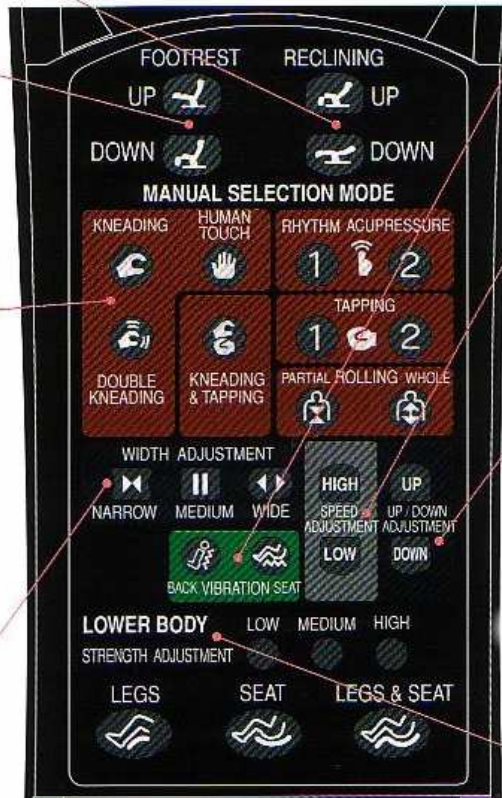 FOOTREST RECLINING
UP UP
DOWN DOWN
MANUAL SELECTION MODE
KNEADING HUMAN TOUCH RHYTHM ACUPRESSURE
1 2
TAPPING
1 2
DOUBLE KNEADING KNEADING & TAPPING PARTIAL ROLLING WHOLE
WIDTH ADJUSTMENT
NARROW MEDIUM WIDE
HIGH UP
SPEED ADJUSTMENT UP / DOWN ADJUSTMENT
LOW DOWN
BACK VIBRATION SEAT
LOWER BODY LOW MEDIUM HIGH
STRENGTH ADJUSTMENT
LEGS SEAT LEGS & SEAT